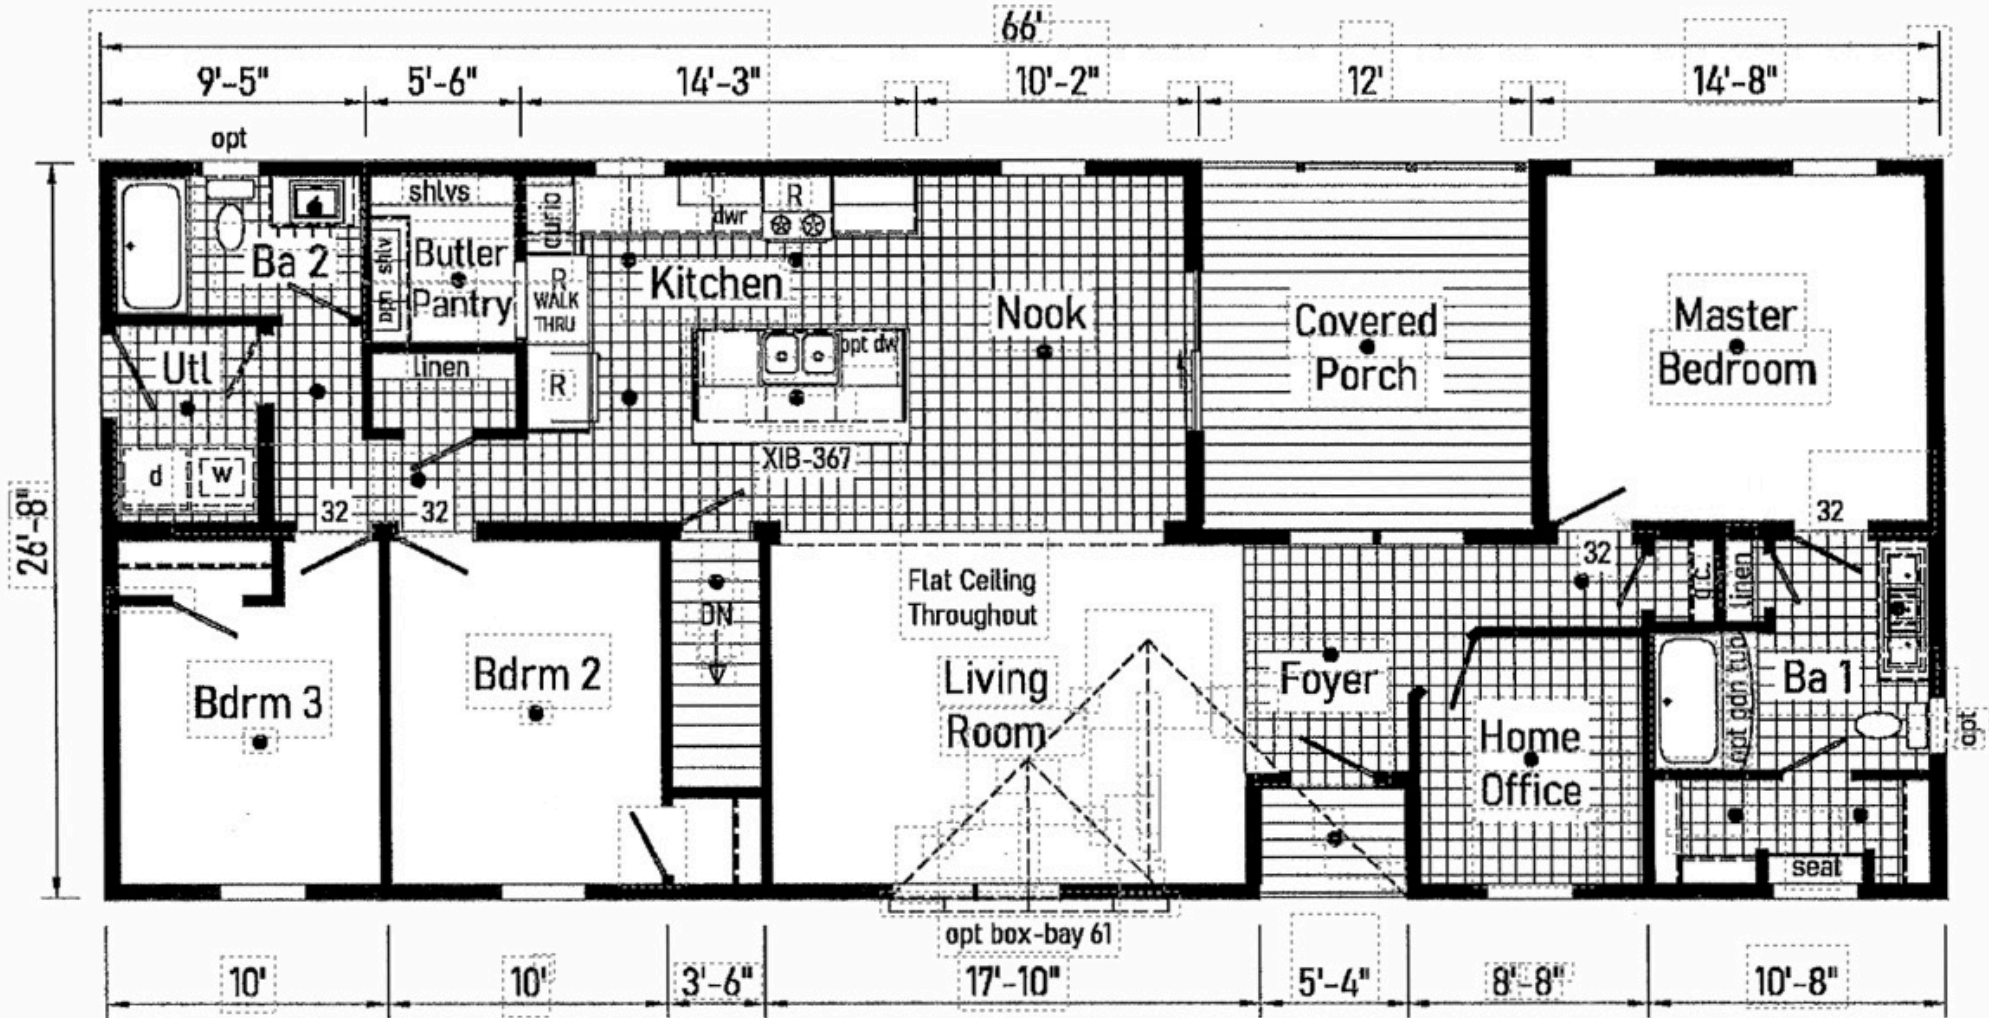 66'
9'-5" 5'-6" 14'-3" 10'-2" 12' 14'-8"
opt
shlvs
curio
R
dwr
Ba 2
shlv
Butler
Pantry
opn
R
WALK
THRU
Kitchen
Nook
Covered
Porch
Master
Bedroom
Utl
linen
R
opt dw
d
w
XIB-367
32
32
32
26'-8"
32
g.c.
linen
Flat Ceiling
Throughout
DN
Bdrm 3
Bdrm 2
Living
Room
Foyer
Home
Office
opt gdn tub
Ba 1
opt
seat
opt box-bay 61
10' 10' 3'-6" 17'-10" 5'-4" 8'-8" 10'-8"